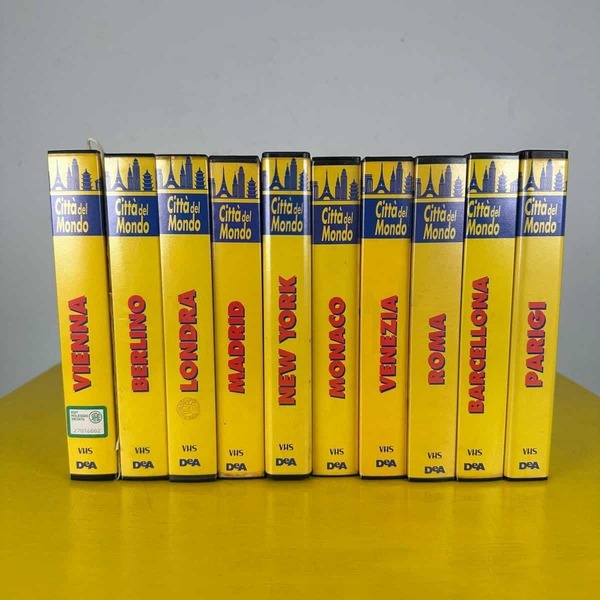 Città del
Mondo
VIENNA
27816802
VHS
DeA
Città del
Mondo
BERLINO
VHS
DeA
Città del
Mondo
LONDRA
VHS
DeA
Città del
Mondo
MADRID
VHS
DeA
Città del
Mondo
NEW YORK
VHS
DeA
Città del
Mondo
MONACO
VHS
DeA
Città del
Mondo
VENEZIA
VHS
DeA
Città del
Mondo
ROMA
VHS
DeA
Città del
Mondo
BARCELLONA
VHS
DeA
Città del
Mondo
PARIGI
VHS
DeA